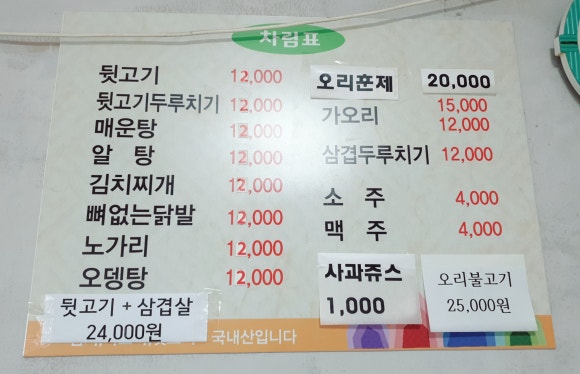 차림표
뒷고기 12,000
뒷고기두루치기 12,000
매운탕 12,000
알 탕 12,000
김치찌개 12,000
뼈없는닭발 12,000
노가리 12,000
오뎅탕 12,000
뒷고기 + 삼겹살
24,000원
오리훈제 20,000
15,000
가오리 12,000
삼겹두루치기 12,000
소 주 4,000
맥 주 4,000
사과쥬스
1,000
오리불고기
25,000원
국내산입니다